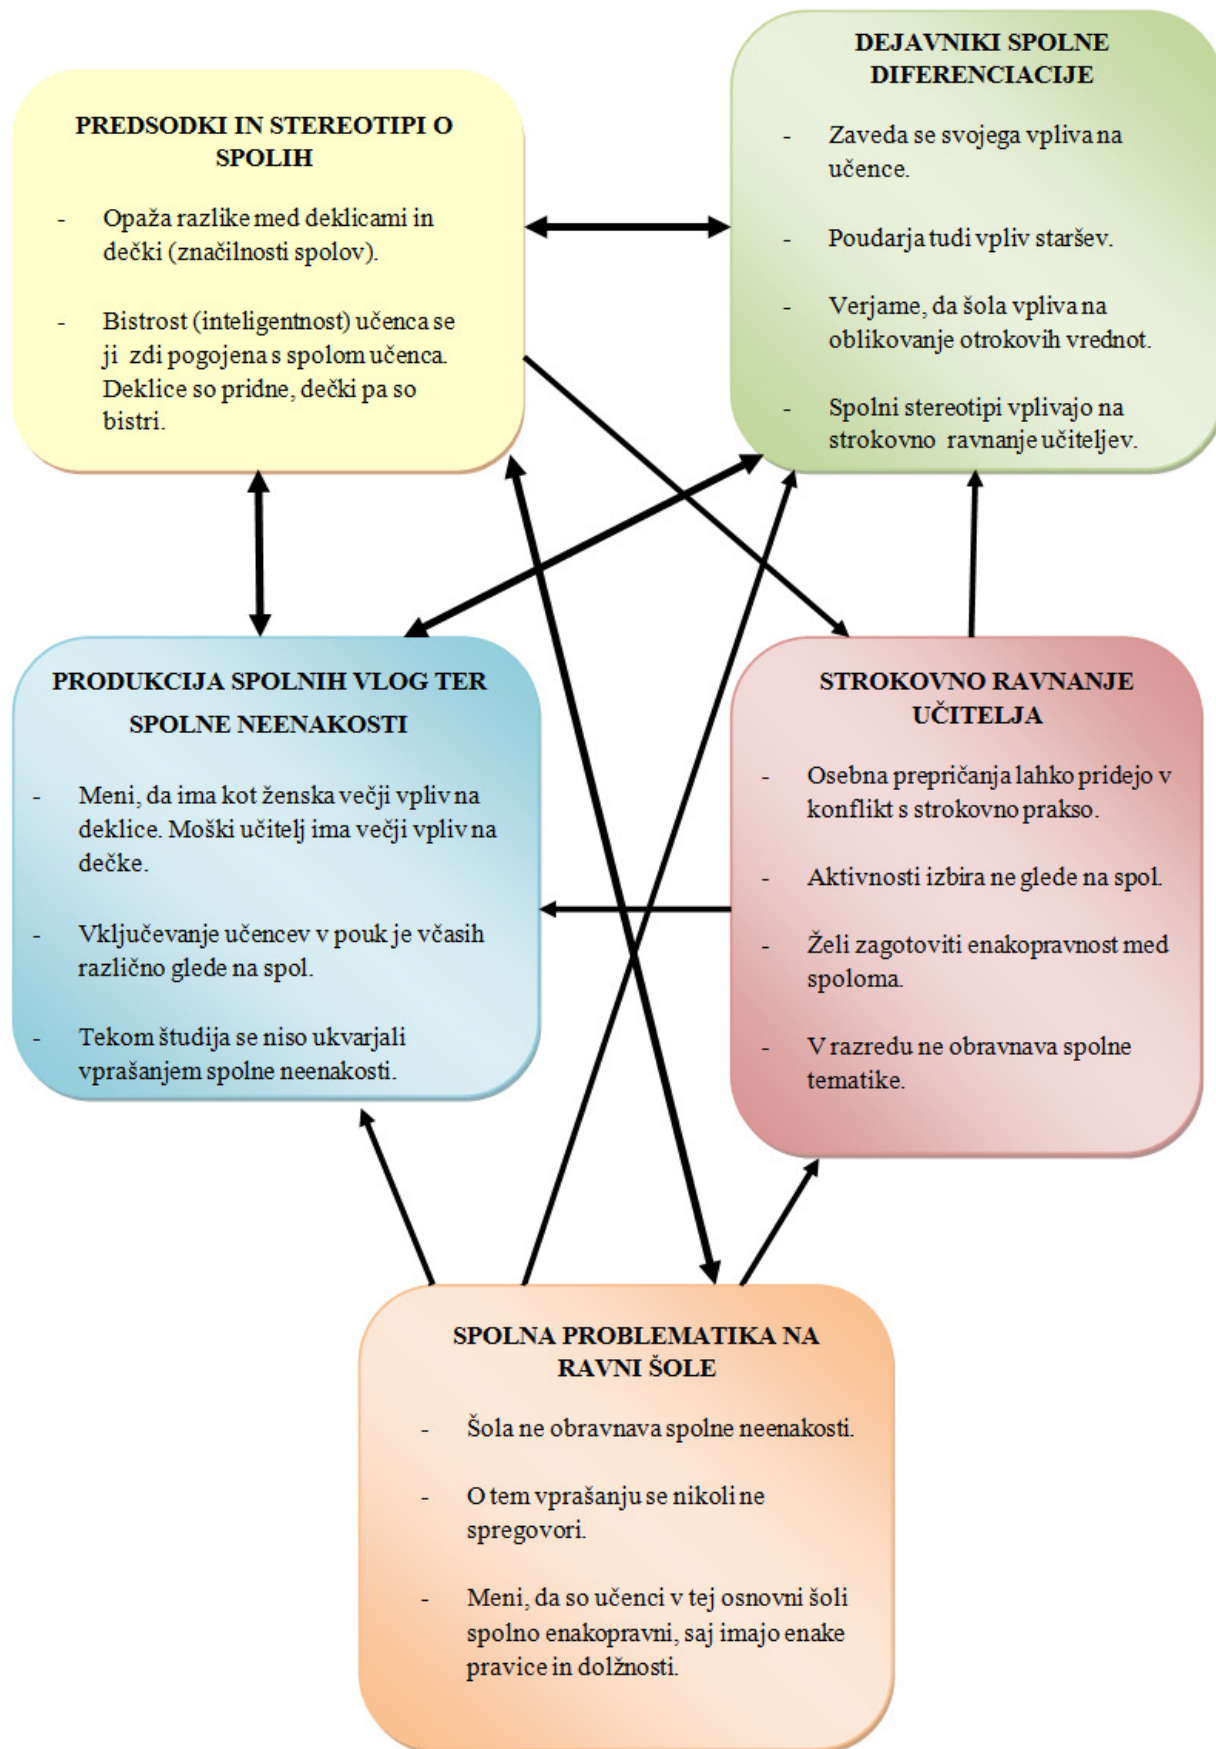 PREDSODKI IN STEREOTIPI O
SPOLIH
- Opaža razlike med deklicami in
dečki (značilnosti spolov).
- Bistrost (inteligentnost) učenca se
ji zdi pogojena s spolom učenca.
Deklice so pridne, dečki pa so
bistri.
DEJAVNIKI SPOLNE
DIFERENCIACIJE
- Zaveda se svojega vpliva na
učence.
- Poudarja tudi vpliv staršev.
- Verjame, da šola vpliva na
oblikovanje otrokovih vrednot.
- Spolni stereotipi vplivajo na
strokovno ravnanje učiteljev.
PRODUKCIJA SPOLNIH VLOG TER
SPOLNE NEENAKOSTI
- Meni, da ima kot ženska večji vpliv na
deklice. Moški učitelj ima večji vpliv na
dečke.
- Vključevanje učencev v pouk je včasih
različno glede na spol.
- Tekom študija se niso ukvarjali
vprašanjem spolne neenakosti.
STROKOVNO RAVNANJE
UČITELJA
- Osebna prepričanja lahko pridejo v
konflikt s strokovno prakso.
- Aktivnosti izbira ne glede na spol.
- Želi zagotoviti enakopravnost med
spoloma.
- V razredu ne obravnava spolne
tematike.
SPOLNA PROBLEMATIKA NA
RAVNI ŠOLE
- Šola ne obravnava spolne neenakosti.
- O tem vprašanju se nikoli ne
spregovori.
- Meni, da so učenci v tej osnovni šoli
spolno enakopravni, saj imajo enake
pravice in dolžnosti.